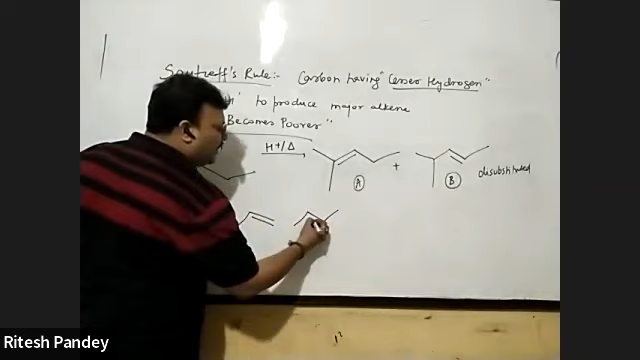 Saytzeff's Rule:- Carbon having "Lesser Hydrogen"
to produce major alkene
Becomes Poorer"
H+/Δ
+
A
B
disubstituted
Ritesh Pandey